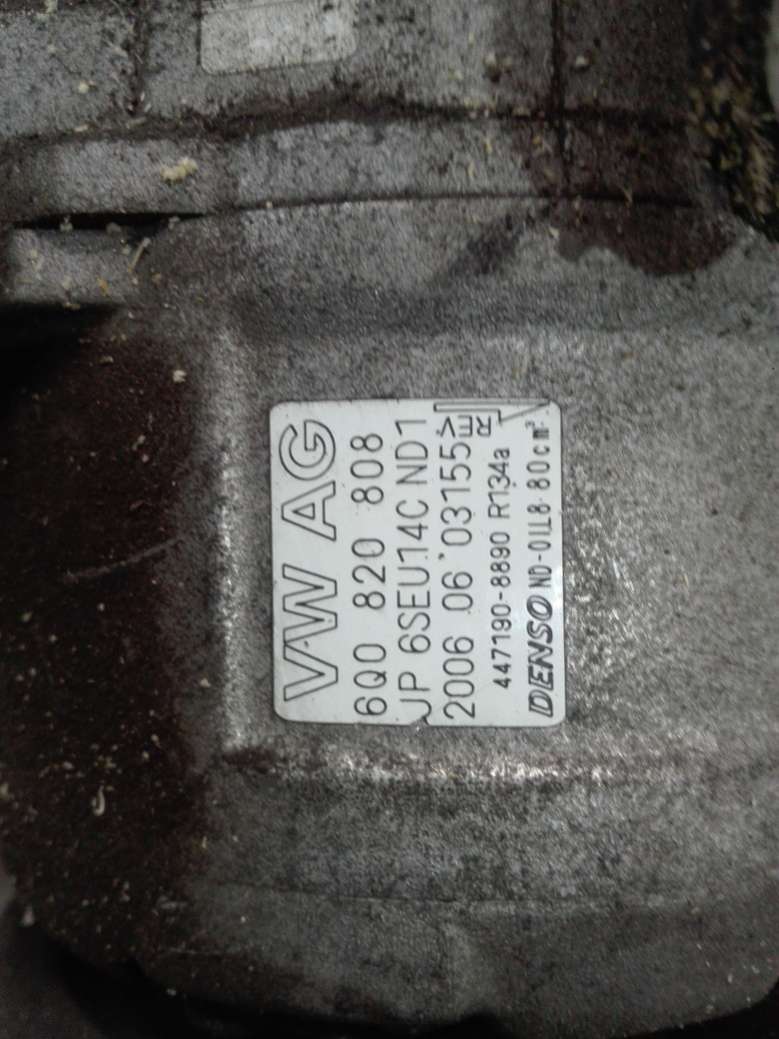 VW AG
6Q0 820 808
JP 6SEU14C ND1
2006 06 03155
447190-8890 R134a
DENSO ND-OIL8 80cm³